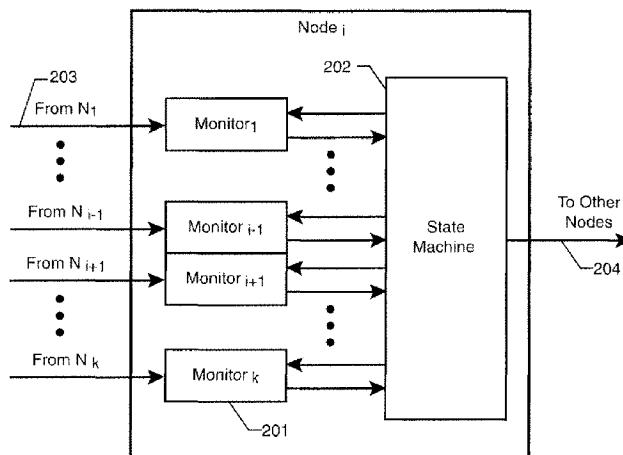 Node i
203
202
From N1
Monitor1
To Other
Nodes
From N i-1
Monitor i-1
State
Machine
From N i+1
Monitor i+1
204
From N k
Monitor k
201